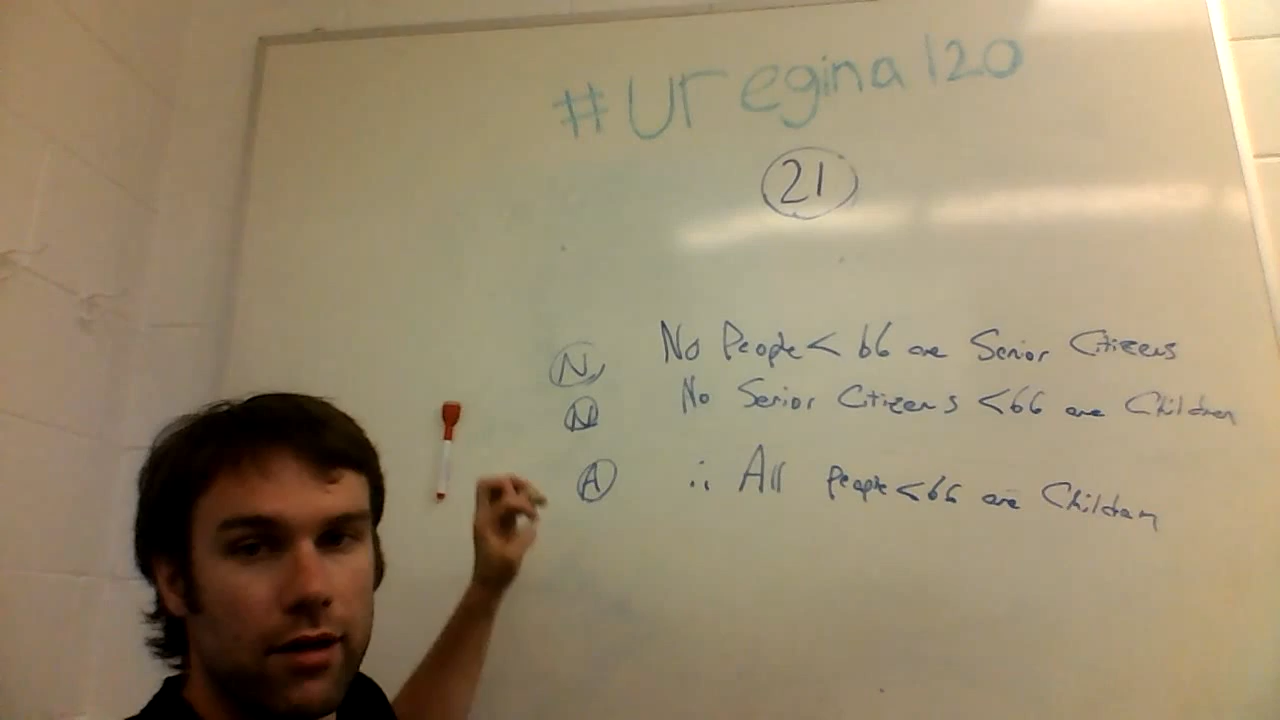 #Uregina120
21
N No People < 66 are Senior Citizens
N No Senior Citizens <66 are Children
A ∴ All people <66 are Children